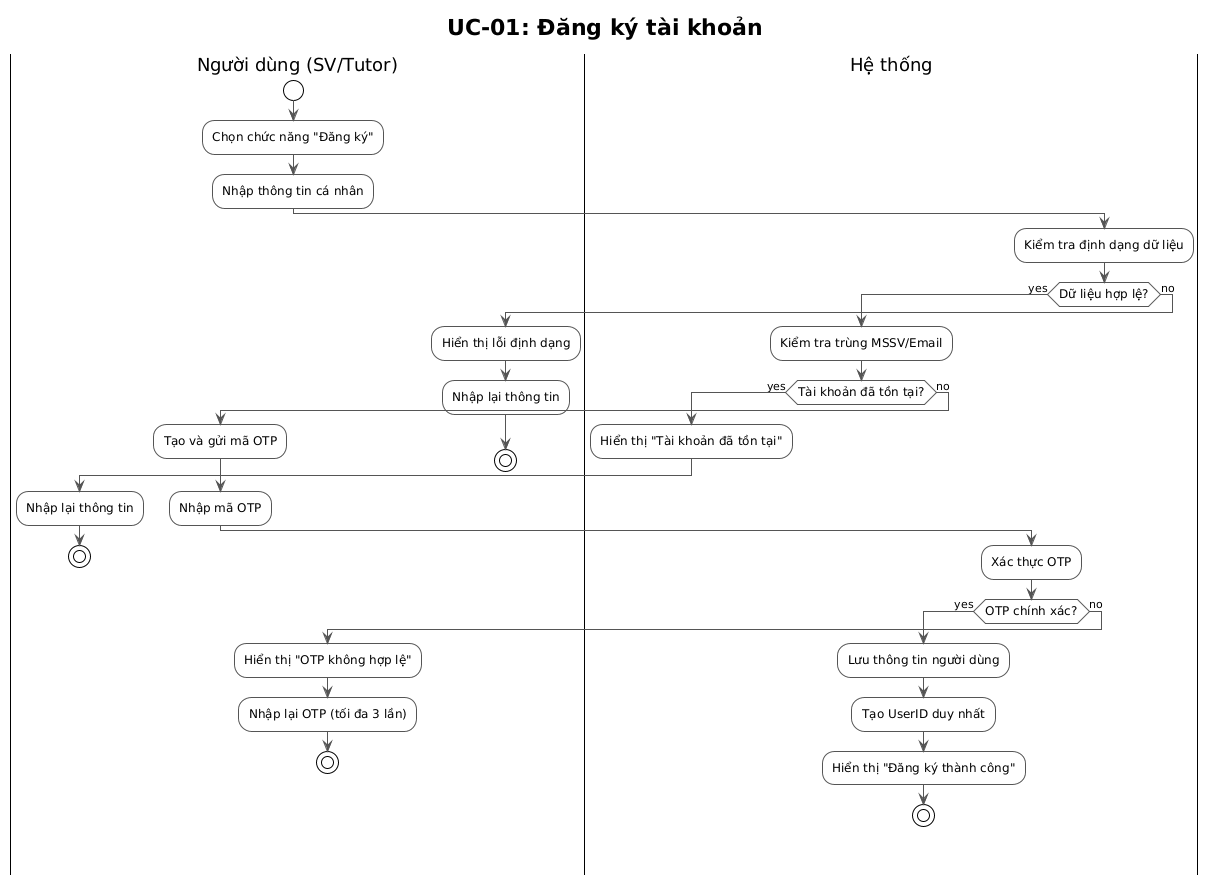 UC-01: Đăng ký tài khoản
Người dùng (SV/Tutor)
Hệ thống
Chọn chức năng "Đăng ký"
Nhập thông tin cá nhân
Kiểm tra định dạng dữ liệu
yes
Dữ liệu hợp lệ?
no
Hiển thị lỗi định dạng
Kiểm tra trùng MSSV/Email
Nhập lại thông tin
yes
Tài khoản đã tồn tại?
no
Tạo và gửi mã OTP
Hiển thị "Tài khoản đã tồn tại"
Nhập lại thông tin
Nhập mã OTP
Xác thực OTP
yes
OTP chính xác?
no
Hiển thị "OTP không hợp lệ"
Lưu thông tin người dùng
Nhập lại OTP (tối đa 3 lần)
Tạo UserID duy nhất
Hiển thị "Đăng ký thành công"